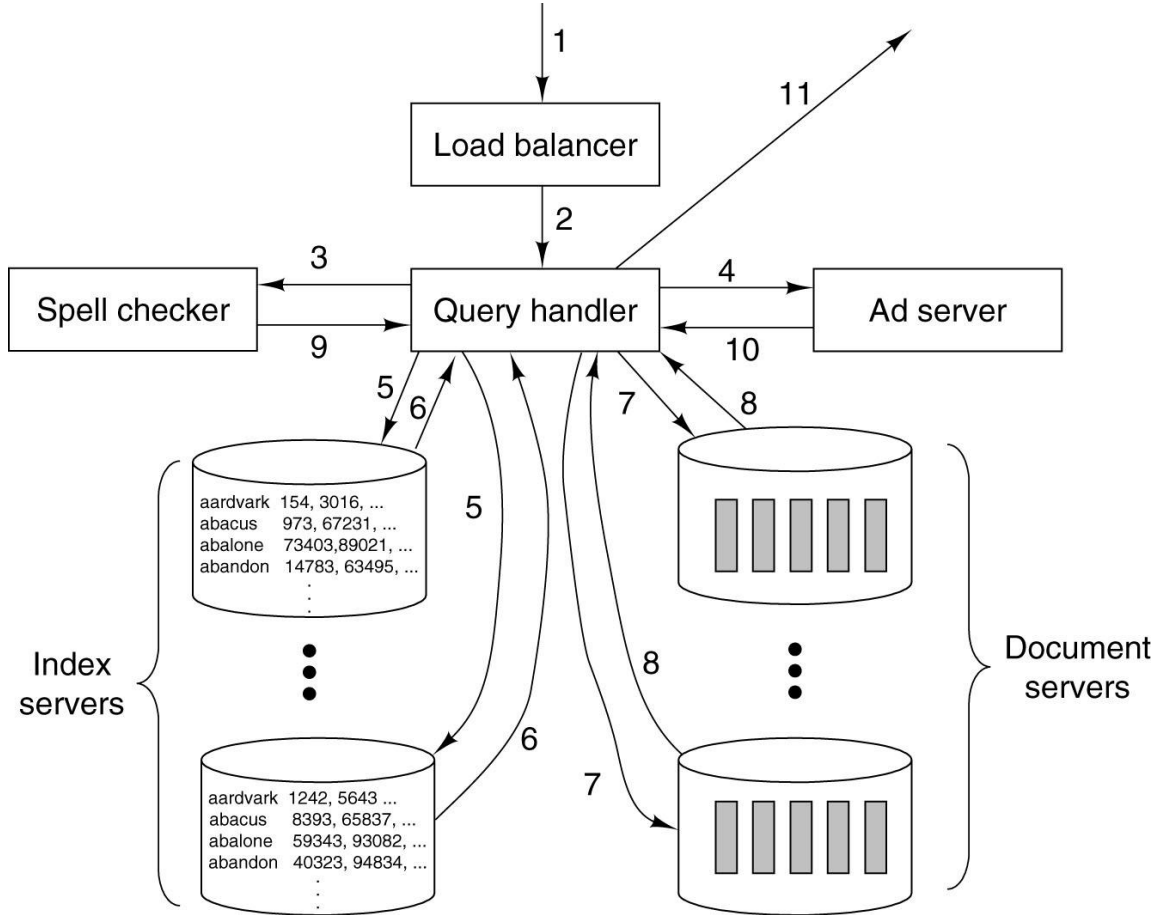 1
11
Load balancer
2
3
4
Spell checker
Query handler
Ad server
9
10
5
6
7
8
aardvark 154, 3016, ...
abacus 973, 67231, ...
abalone 73403,89021, ...
abandon 14783, 63495, ...
5
Index
servers
8
Document
servers
6
7
aardvark 1242, 5643 ...
abacus 8393, 65837, ...
abalone 59343, 93082, ...
abandon 40323, 94834, ...